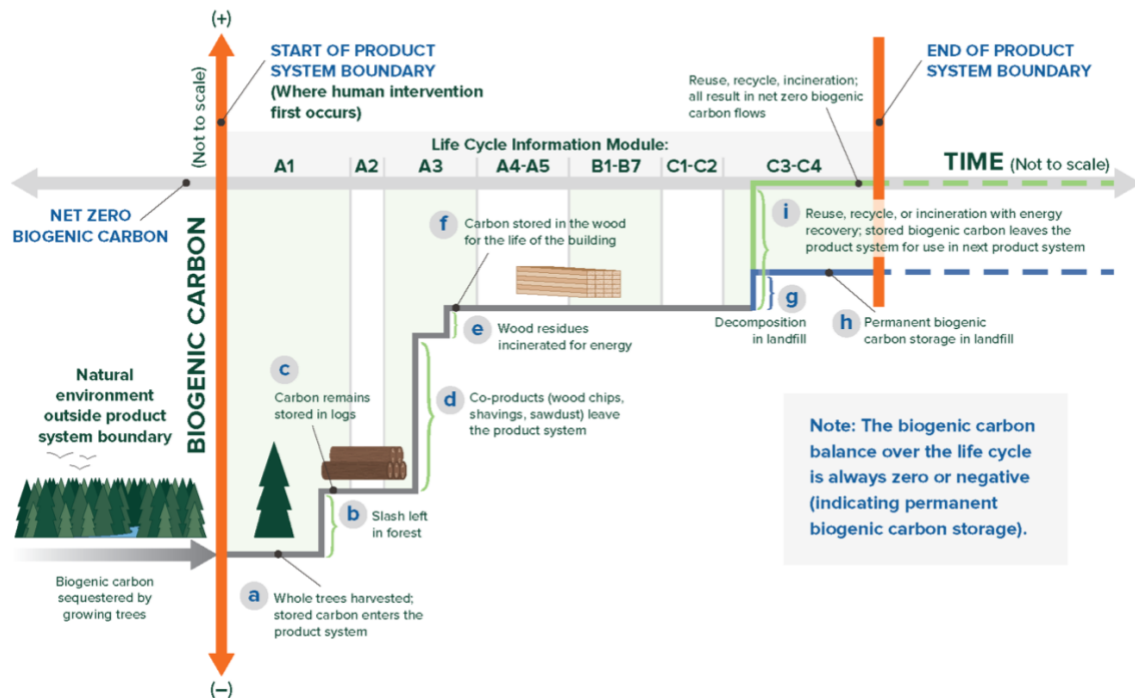 (+)
START OF PRODUCT
SYSTEM BOUNDARY
(Where human intervention
first occurs)
END OF PRODUCT
SYSTEM BOUNDARY
Reuse, recycle, incineration;
all result in net zero biogenic
carbon flows
(Not to scale)
Life Cycle Information Module:
A1
A2
A3
A4-A5
B1-B7
C1-C2
C3-C4
TIME (Not to scale)
NET ZERO
BIOGENIC CARBON
BIOGENIC CARBON
f
Carbon stored in the wood
for the life of the building
i
Reuse, recycle, or incineration with energy
recovery; stored biogenic carbon leaves the
product system for use in next product system
g
Decomposition
in landfill
h
Permanent biogenic
carbon storage in landfill
e
Wood residues
incinerated for energy
c
Carbon remains
stored in logs
d
Co-products (wood chips,
shavings, sawdust) leave
the product system
Natural
environment
outside product
system boundary
b
Slash left
in forest
Note: The biogenic carbon
balance over the life cycle
is always zero or negative
(indicating permanent
biogenic carbon storage).
Biogenic carbon
sequestered by
growing trees
a
Whole trees harvested;
stored carbon enters the
product system
(—)